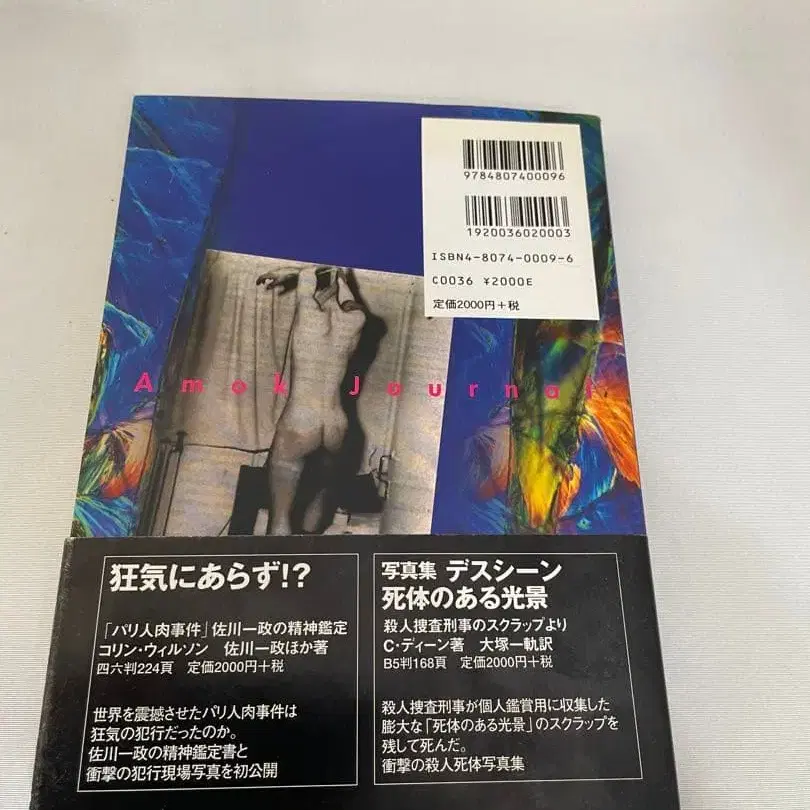 9784807400096
1920036020003
ISBN4-8074-0009-6
C0036 ¥2000E
定価2000円+税
Amok Journal
狂気にあらず!?
「パリ人肉事件」佐川一政の精神鑑定
コリン・ウィルソン 佐川一政ほか著
四六判224頁 定価2000円+税
世界を震撼させたパリ人肉事件は
狂気の犯行だったのか。
佐川一政の精神鑑定書と
衝撃の犯行現場写真を初公開
写真集 デスシーン
死体のある光景
殺人捜査刑事のスクラップより
C・ディーン著 大塚一軌訳
B5判168頁 定価2000円+税
殺人捜査刑事が個人鑑賞用に収集した
膨大な「死体のある光景」のスクラップを
残して死んだ。
衝撃の殺人死体写真集